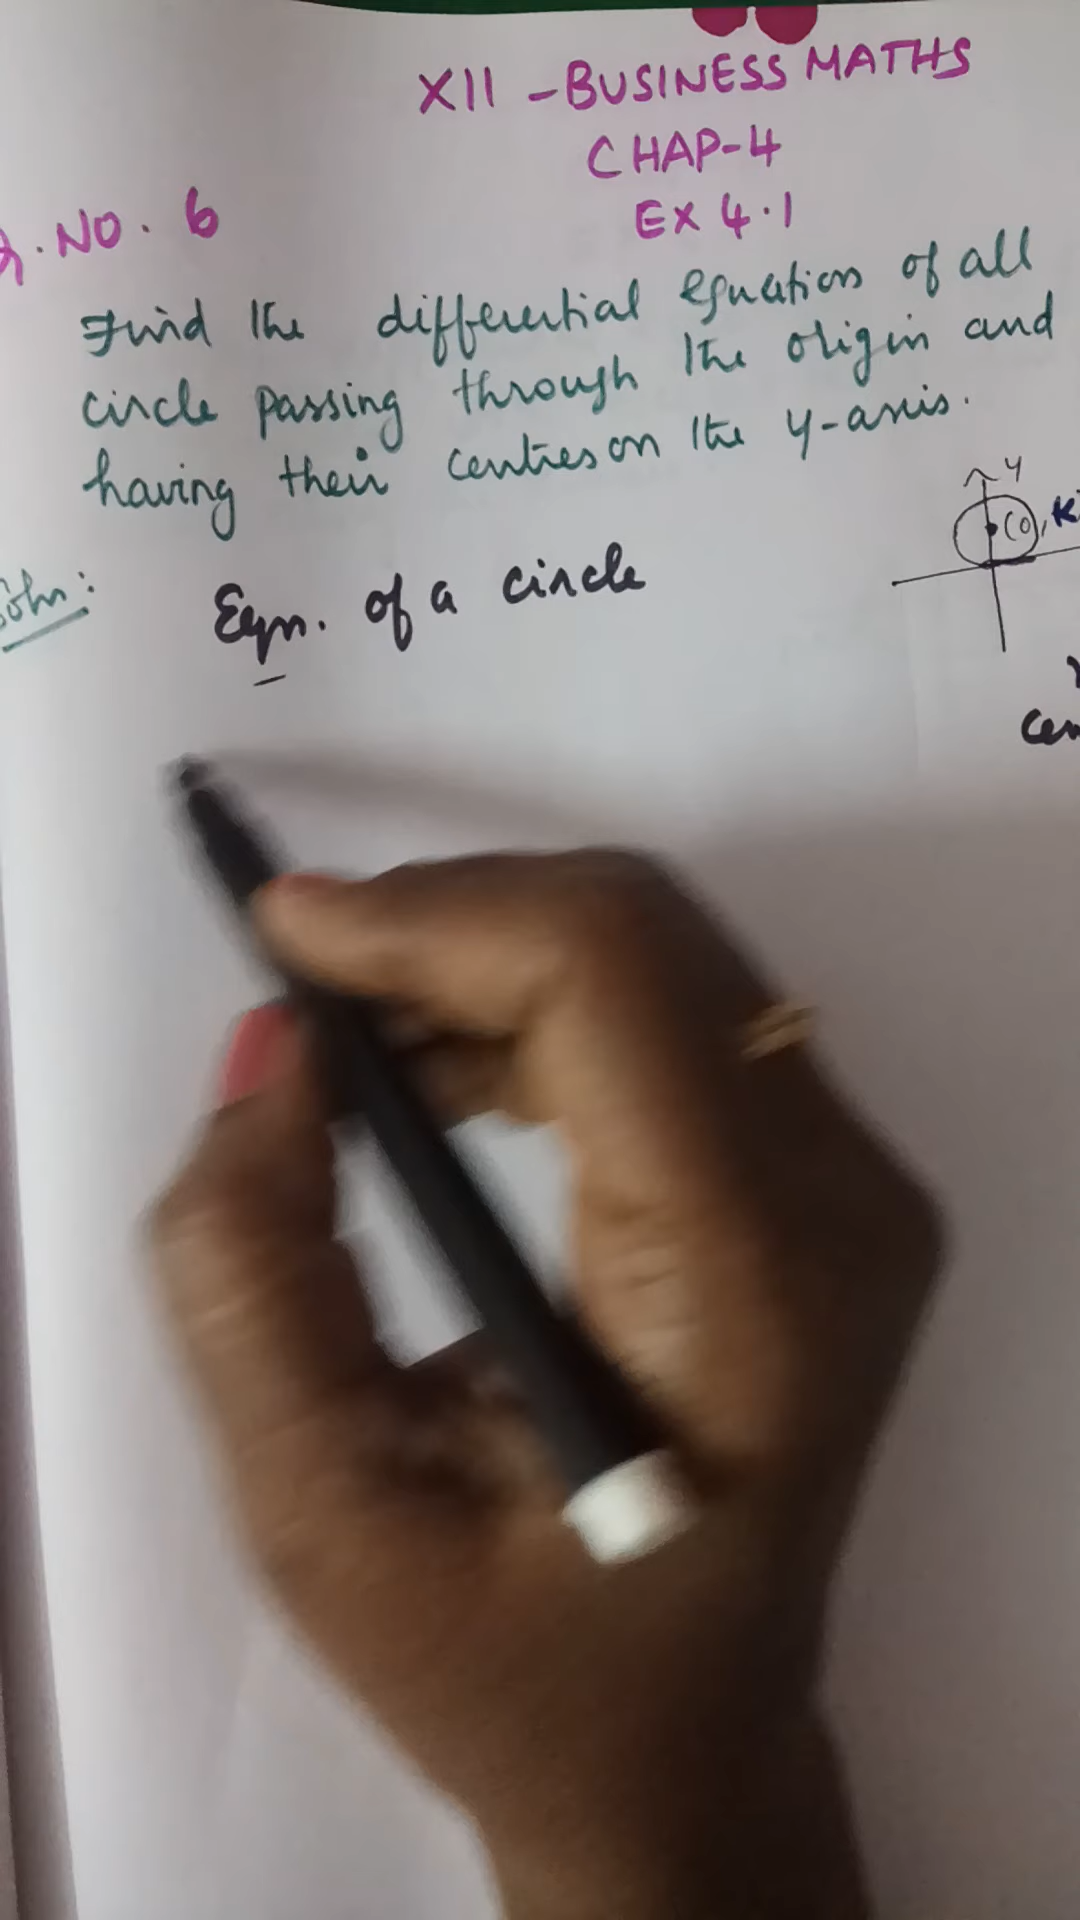 XII - BUSINESS MATHS
CHAP-4
EX 4.1
Q.NO. 6
Find the differential equation of all
circle passing through the origin and
having their centres on the y-axis.
Y
(0, k)
Soln:
Eqn. of a circle